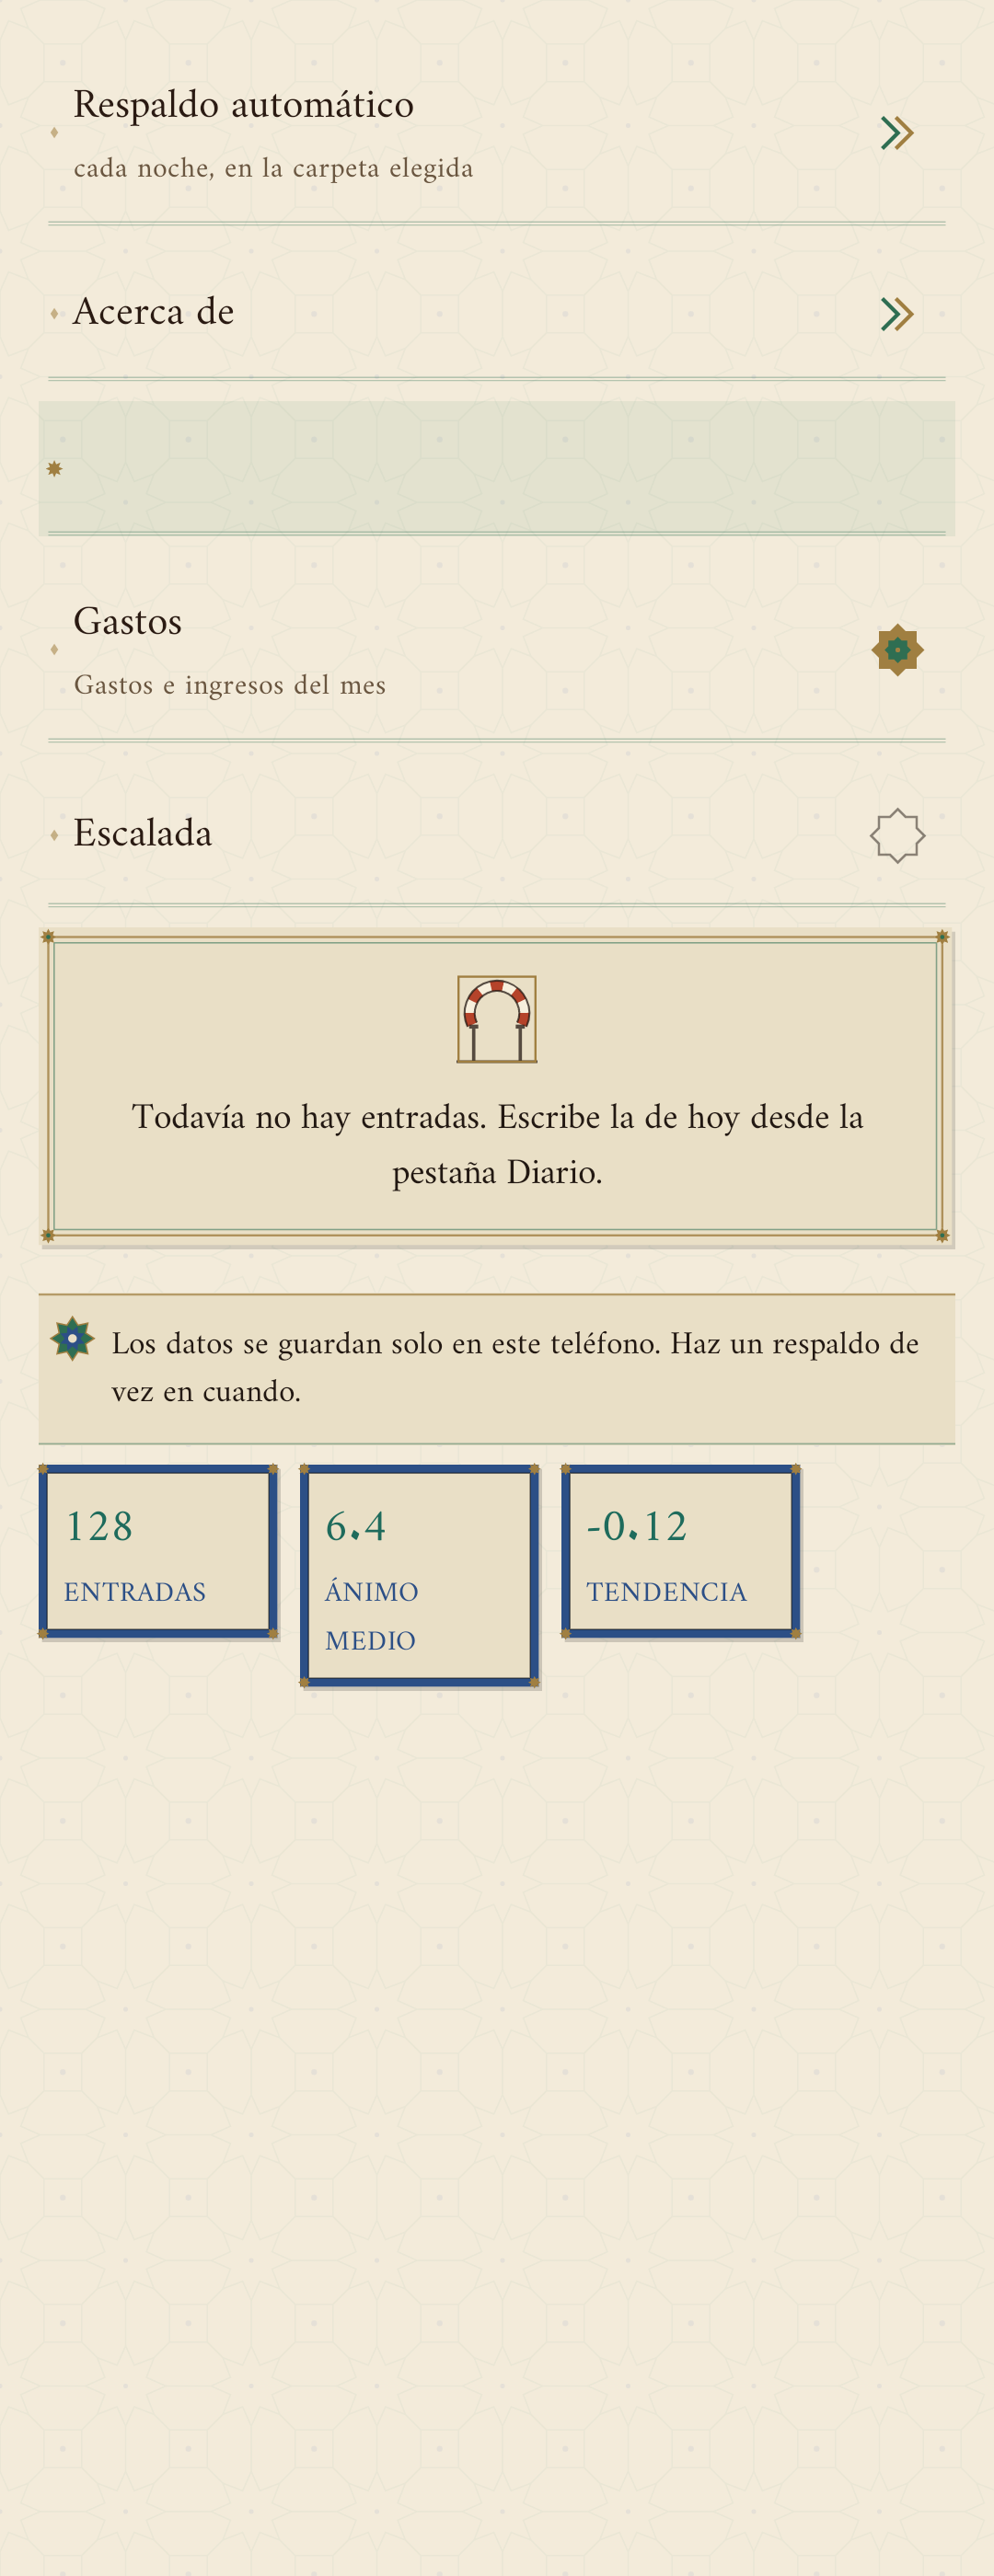 Respaldo automático
cada noche, en la carpeta elegida
Acerca de
Gastos
Gastos e ingresos del mes
Escalada
Todavía no hay entradas. Escribe la de hoy desde la
pestaña Diario.
Los datos se guardan solo en este teléfono. Haz un respaldo de
vez en cuando.
128
ENTRADAS
6.4
ÁNIMO
MEDIO
-0.12
TENDENCIA